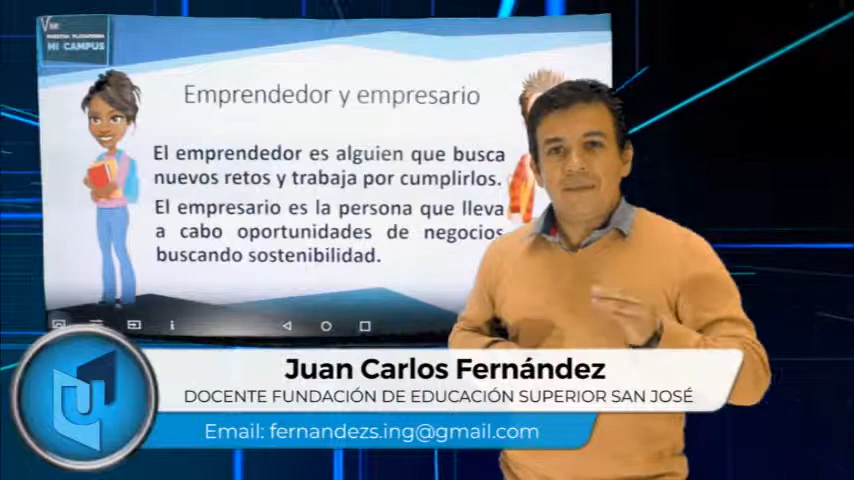 MI CAMPUS
Emprendedor y empresario
El emprendedor es alguien que busca
nuevos retos y trabaja por cumplirlos.
El empresario es la persona que lleva
a cabo oportunidades de negocios
buscando sostenibilidad.
Juan Carlos Fernández
DOCENTE FUNDACIÓN DE EDUCACIÓN SUPERIOR SAN JOSÉ
Email: fernandezs.ing@gmail.com